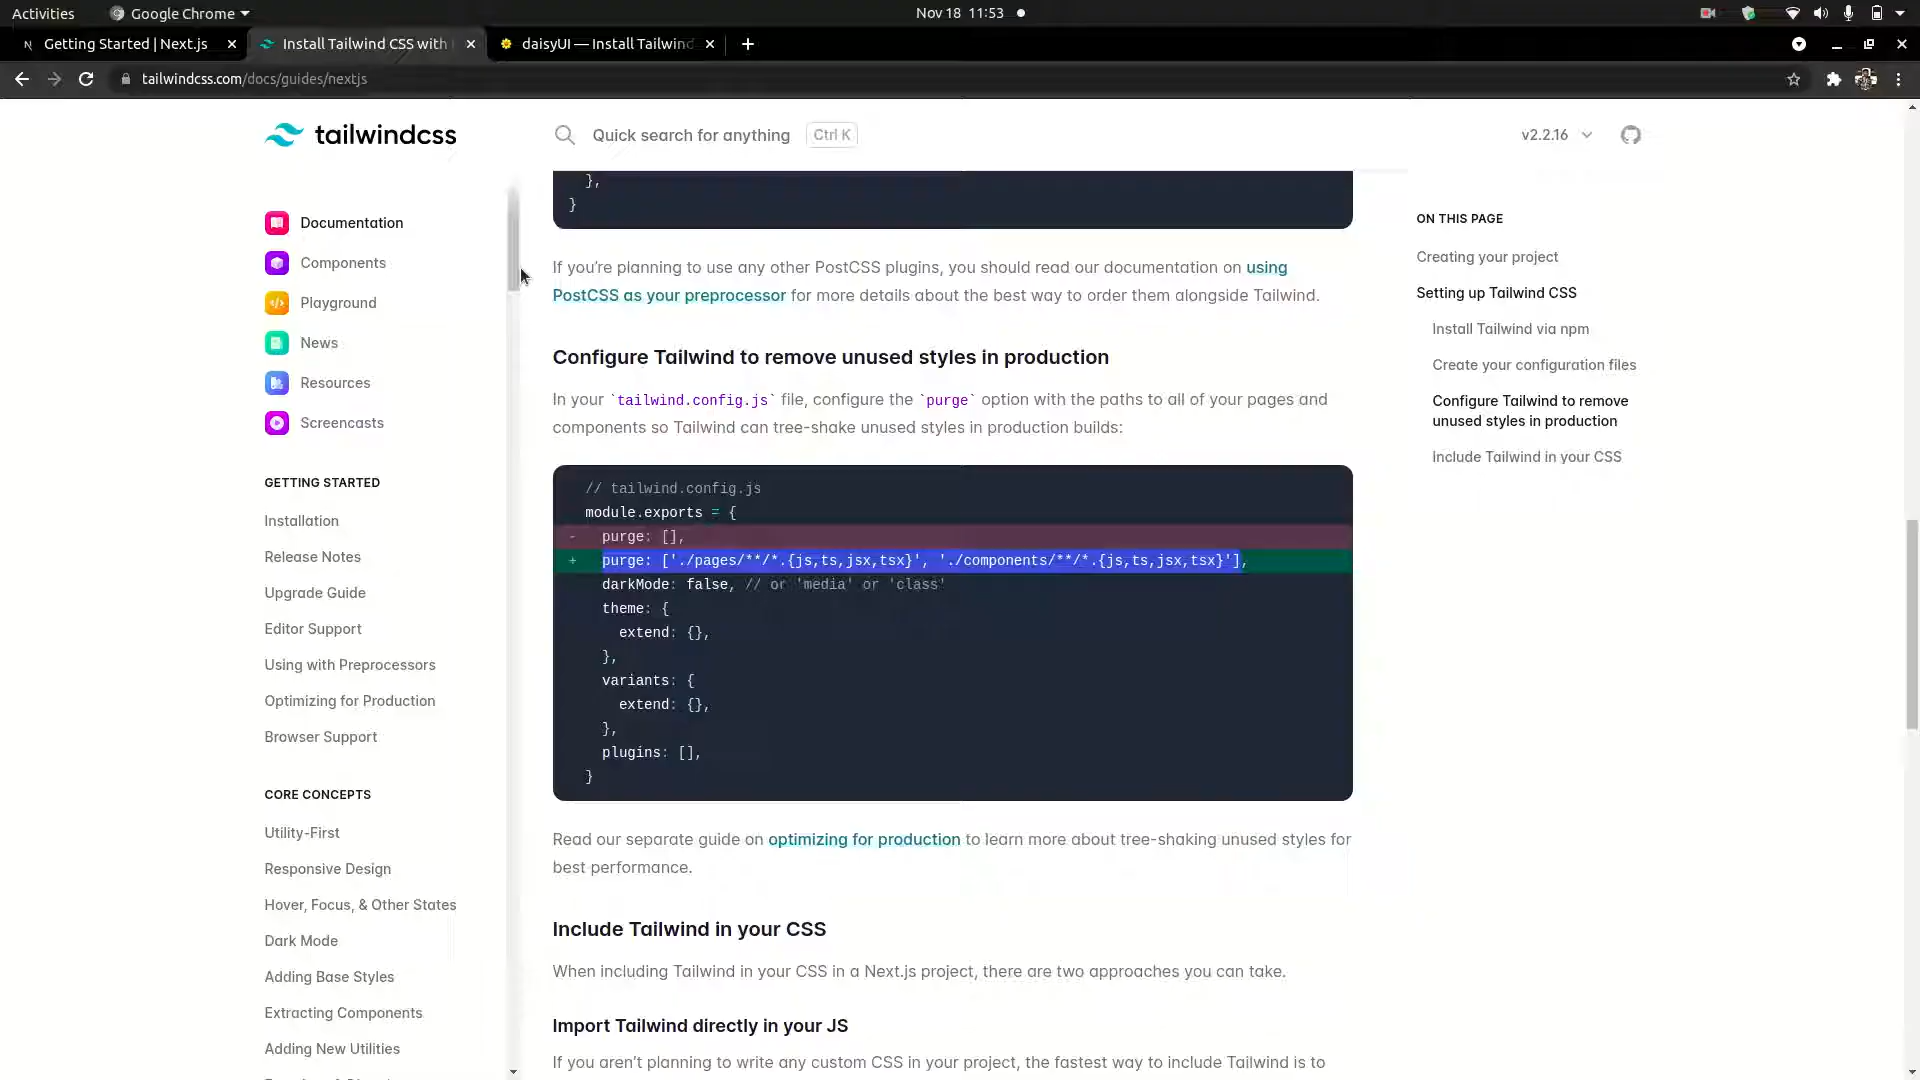 Activities
Google Chrome
Nov 18 11:53
Getting Started | Next.js
Install Tailwind CSS with
daisyUI — Install Tailwind
tailwindcss.com/docs/guides/nextjs
tailwindcss
Quick search for anything
Ctrl K
v2.2.16
Documentation
Components
Playground
News
Resources
Screencasts
GETTING STARTED
Installation
Release Notes
Upgrade Guide
Editor Support
Using with Preprocessors
Optimizing for Production
Browser Support
CORE CONCEPTS
Utility-First
Responsive Design
Hover, Focus, & Other States
Dark Mode
Adding Base Styles
Extracting Components
Adding New Utilities
},
}
If you're planning to use any other PostCSS plugins, you should read our documentation on using
PostCSS as your preprocessor for more details about the best way to order them alongside Tailwind.
Configure Tailwind to remove unused styles in production
In your `tailwind.config.js` file, configure the `purge` option with the paths to all of your pages and
components so Tailwind can tree-shake unused styles in production builds:
// tailwind.config.js
module.exports = {
- purge: [],
+ purge: ['./pages/**/*.{js,ts,jsx,tsx}', './components/**/*.{js,ts,jsx,tsx}'],
darkMode: false, // or 'media' or 'class'
theme: {
extend: {},
},
variants: {
extend: {},
},
plugins: [],
}
Read our separate guide on optimizing for production to learn more about tree-shaking unused styles for
best performance.
Include Tailwind in your CSS
When including Tailwind in your CSS in a Next.js project, there are two approaches you can take.
Import Tailwind directly in your JS
If you aren't planning to write any custom CSS in your project, the fastest way to include Tailwind is to
ON THIS PAGE
Creating your project
Setting up Tailwind CSS
Install Tailwind via npm
Create your configuration files
Configure Tailwind to remove
unused styles in production
Include Tailwind in your CSS